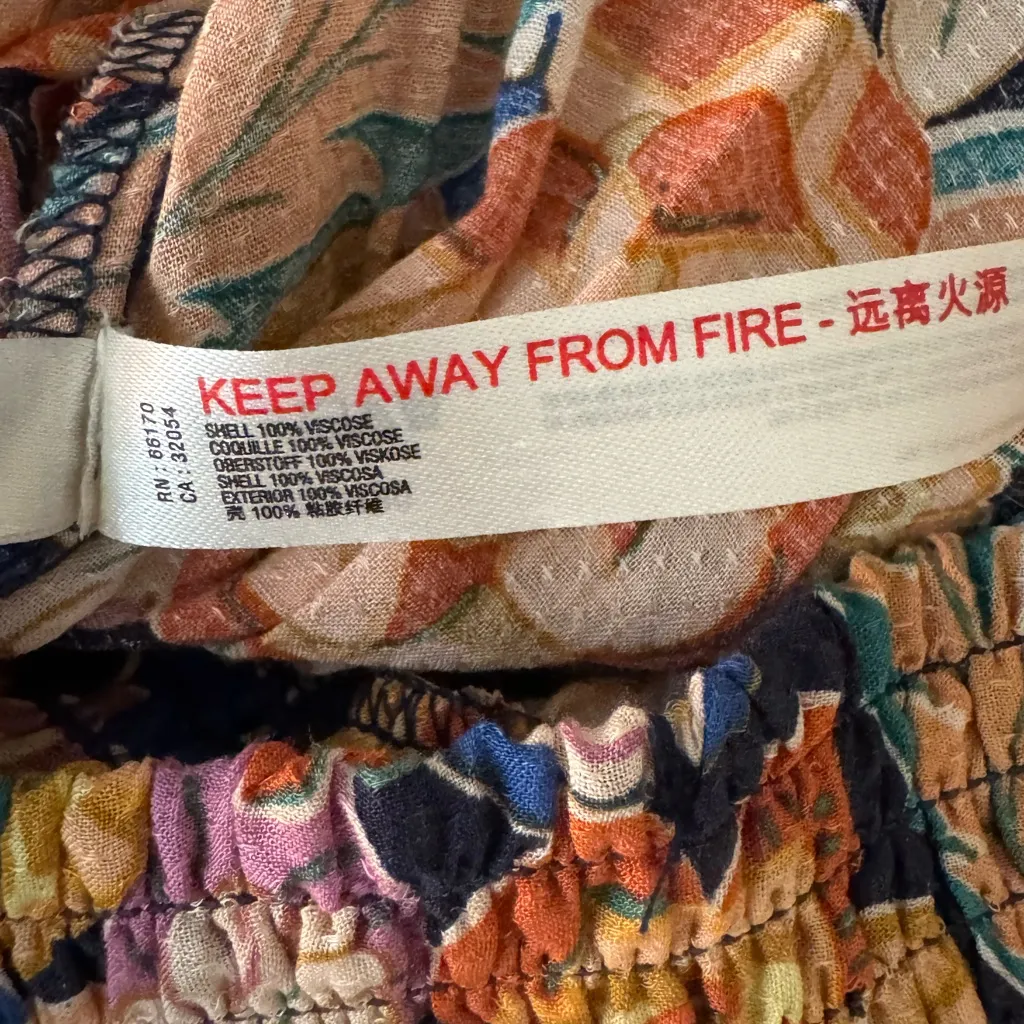 KEEP AWAY FROM FIRE - 远离火源
RN : 66170
CA : 32054
SHELL 100% VISCOSE
COQUILLE 100% VISCOSE
OBERSTOFF 100% VISKOSE
SHELL 100% VISCOSA
EXTERIOR 100% VISCOSA
壳 100% 粘胶纤维